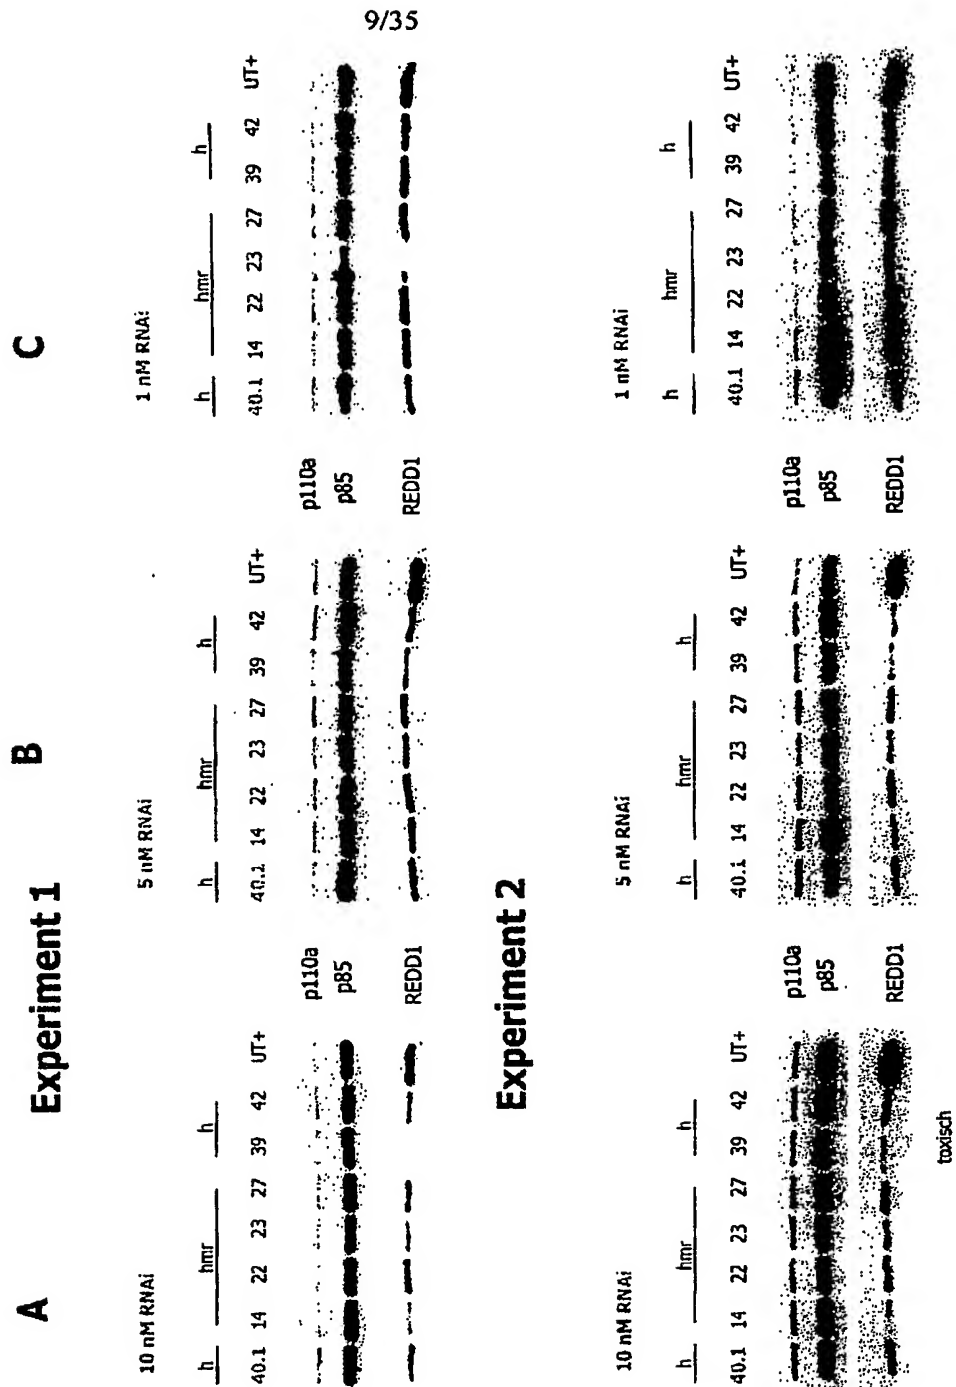 9/35
A
B
C
Experiment 1
10 nM RNAi
5 nM RNAi
1 nM RNAi
h hmr h
h hmr h
h hmr h
40.1 14 22 23 27 39 42 UT+
40.1 14 22 23 27 39 42 UT+
40.1 14 22 23 27 39 42 UT+
p110a
p85
REDD1
p110a
p85
REDD1
Experiment 2
10 nM RNAi
5 nM RNAi
1 nM RNAi
h hmr h
h hmr h
h hmr h
40.1 14 22 23 27 39 42 UT+
40.1 14 22 23 27 39 42 UT+
40.1 14 22 23 27 39 42 UT+
p110a
p85
REDD1
p110a
p85
REDD1
toxisch